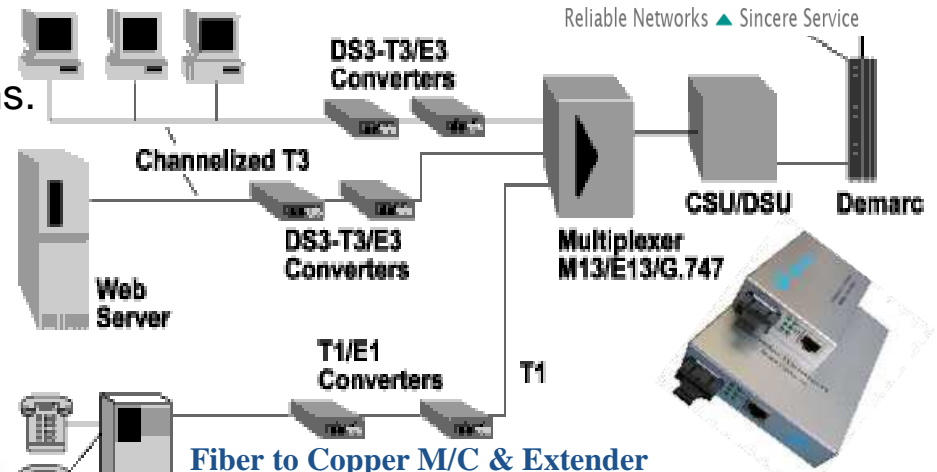 Reliable Networks ▲ Sincere Service
DS3-T3/E3
Converters
s.
Channelized T3
DS3-T3/E3
Converters
CSU/DSU
Demarc
Multiplexer
M13/E13/G.747
Web
Server
T1/E1
Converters
T1
Fiber to Copper M/C & Extender